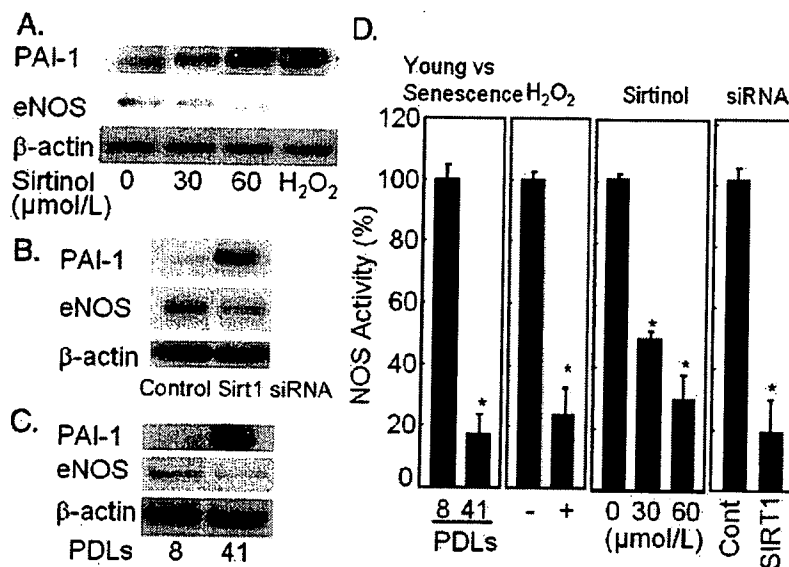 A.
PAI-1
eNOS
β-actin
Sirtinol 0 30 60 H₂O₂
(μmol/L)
B.
PAI-1
eNOS
β-actin
Control Sirt1 siRNA
C.
PAI-1
eNOS
β-actin
PDLs 8 41
D.
Young vs
Senescence H₂O₂ Sirtinol siRNA
120
100
80
60
40
20
0
NOS Activity (%)
* * * * *
8 41 - + 0 30 60 Cont SIRT1
PDLs (μmol/L)